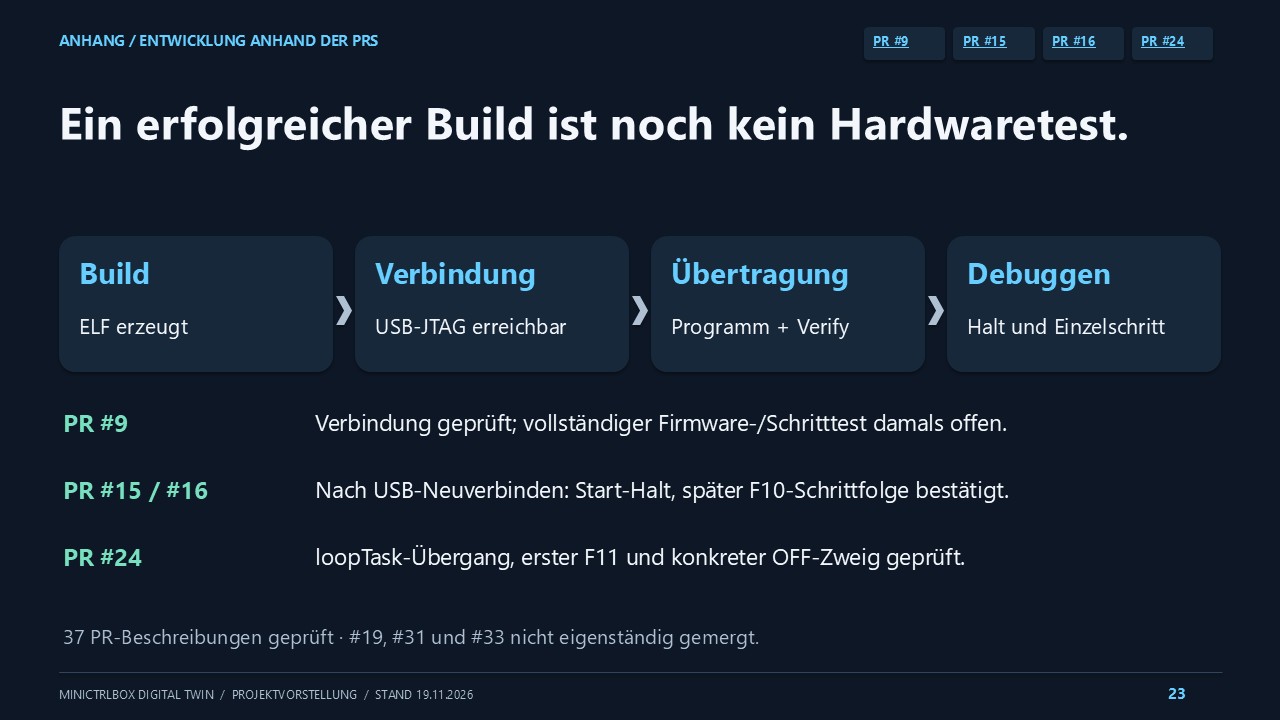 ANHANG / ENTWICKLUNG ANHAND DER PRS
PR #9
PR #15
PR #16
PR #24
Ein erfolgreicher Build ist noch kein Hardwaretest.
Build
ELF erzeugt
Verbindung
USB-JTAG erreichbar
Übertragung
Programm + Verify
Debuggen
Halt und Einzelschritt
PR #9
Verbindung geprüft; vollständiger Firmware-/Schritttest damals offen.
PR #15 / #16
Nach USB-Neuverbinden: Start-Halt, später F10-Schrittfolge bestätigt.
PR #24
loopTask-Übergang, erster F11 und konkreter OFF-Zweig geprüft.
37 PR-Beschreibungen geprüft · #19, #31 und #33 nicht eigenständig gemergt.
MINICTRLBOX DIGITAL TWIN / PROJEKTVORSTELLUNG / STAND 19.11.2026
23